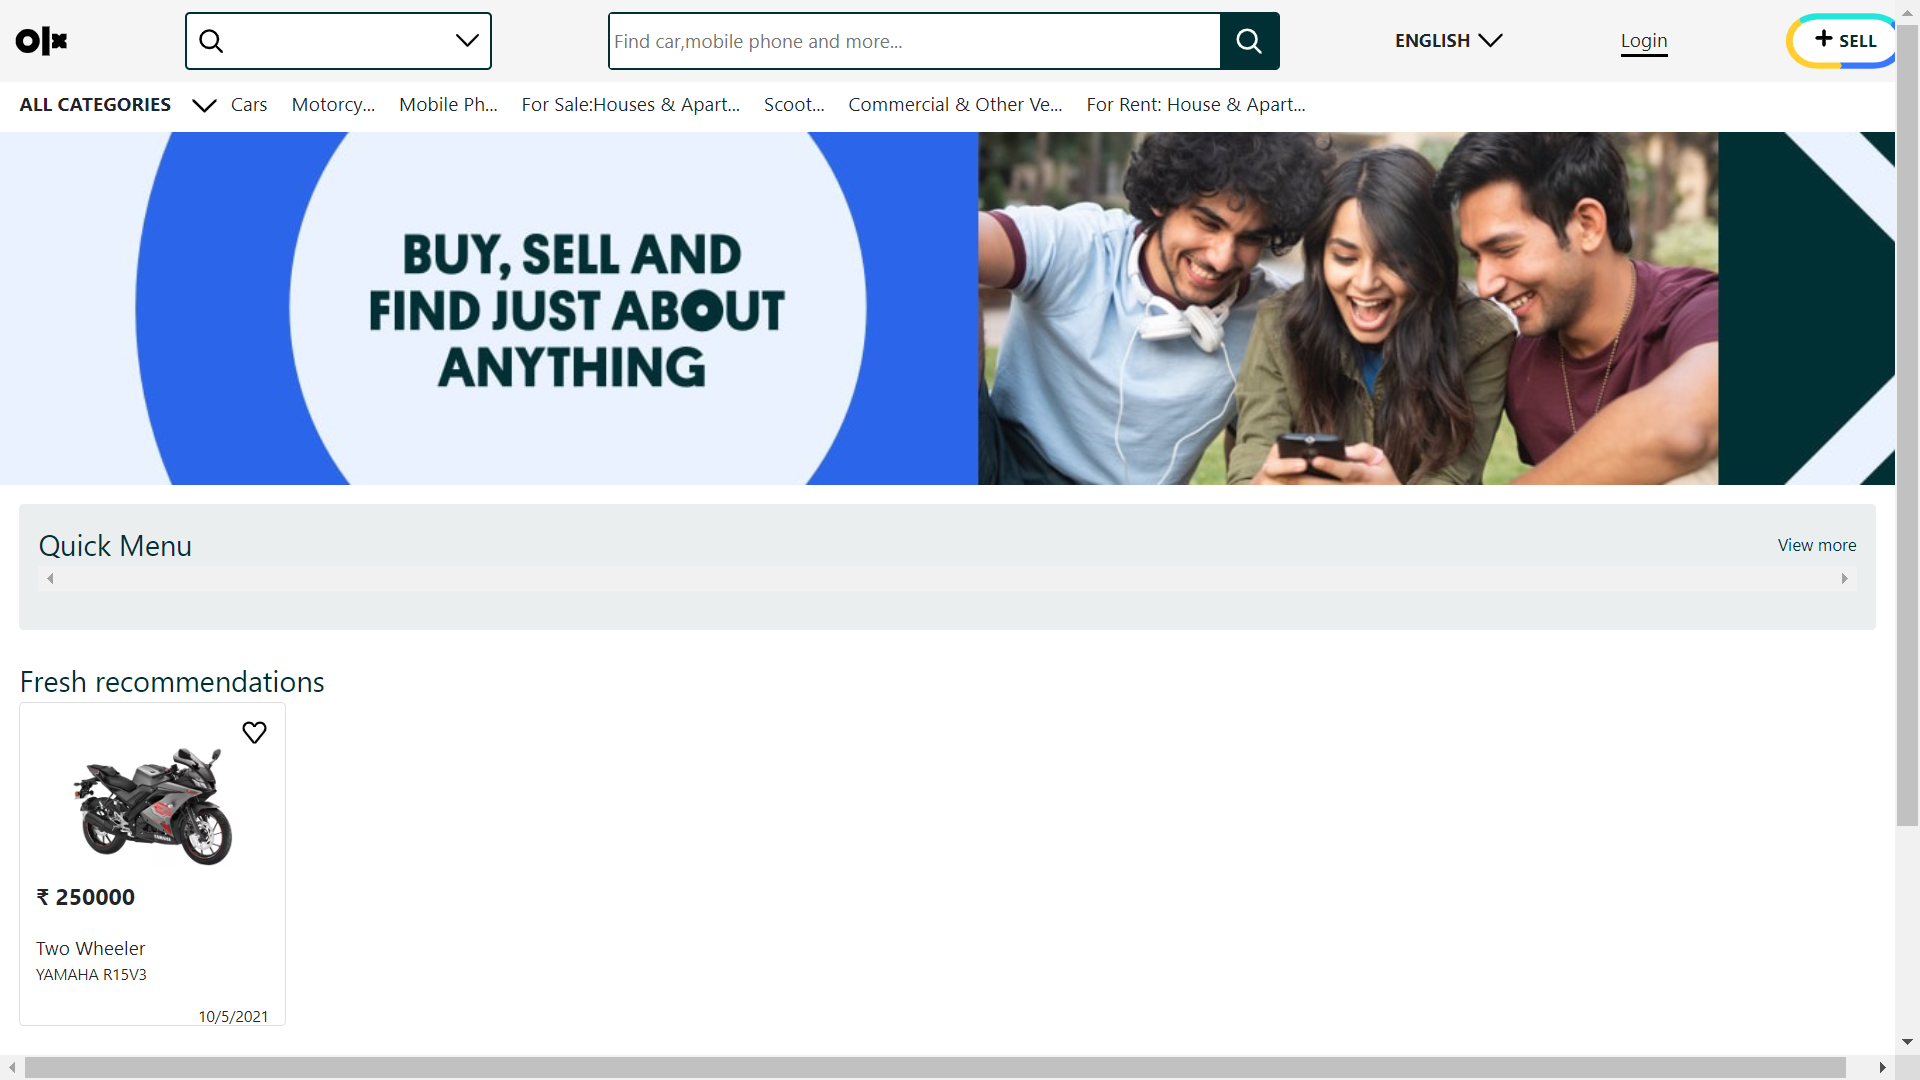 olx
Find car,mobile phone and more...
ENGLISH
Login
+ SELL
ALL CATEGORIES
Cars
Motorcy...
Mobile Ph...
For Sale:Houses & Apart...
Scoot...
Commercial & Other Ve...
For Rent: House & Apart...
BUY, SELL AND
FIND JUST ABOUT
ANYTHING
Quick Menu
View more
Fresh recommendations
₹ 250000
Two Wheeler
YAMAHA R15V3
10/5/2021